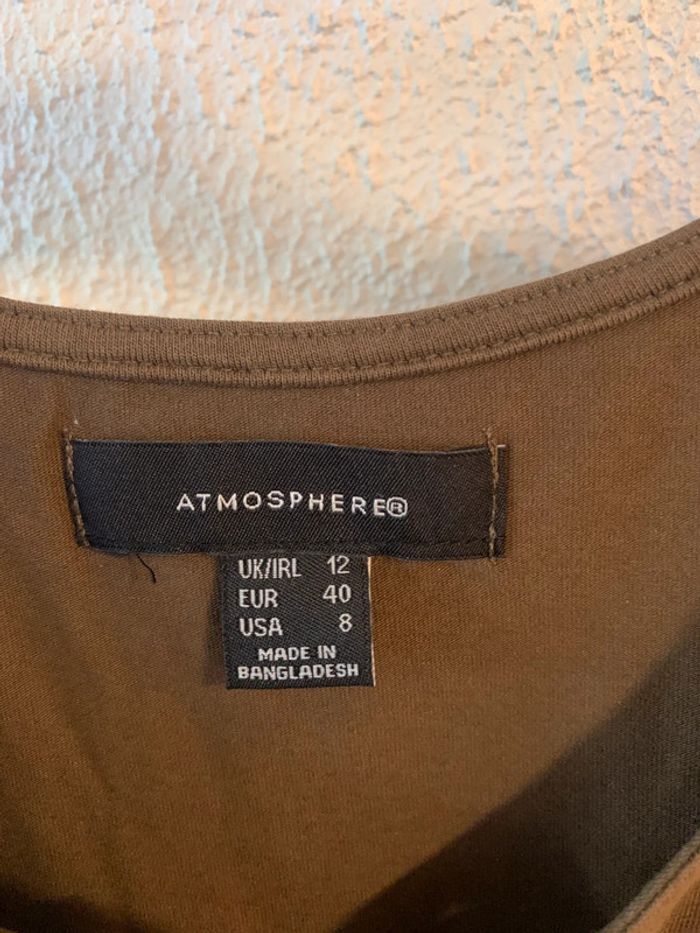 ATMOSPHERE®
UK/IRL 12
EUR 40
USA 8
MADE IN
BANGLADESH